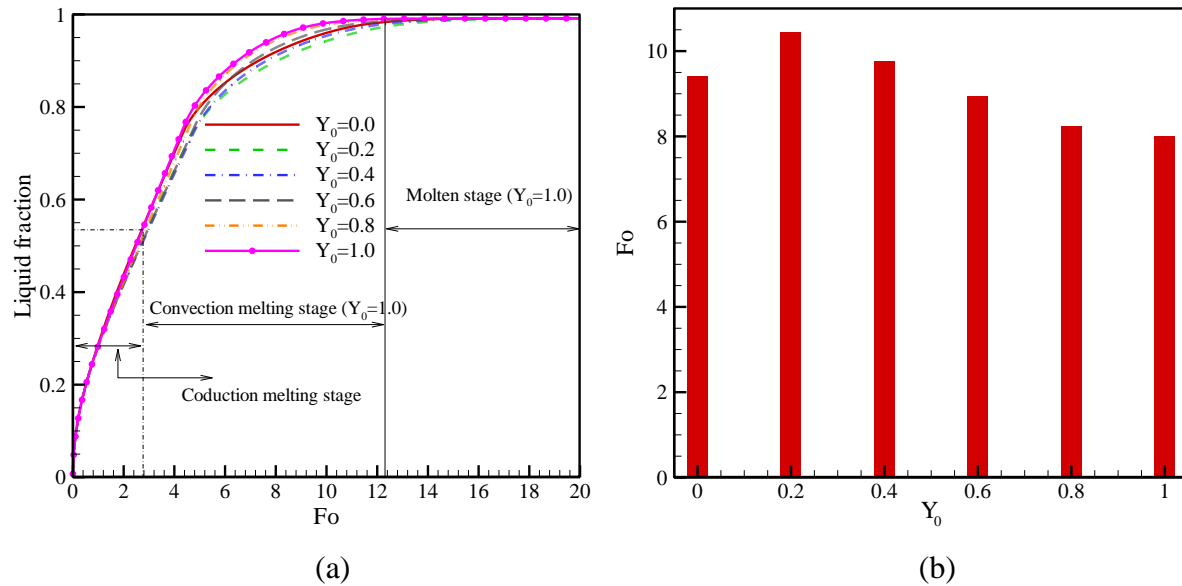 1
0.8
0.6
0.4
0.2
0
Liquid fraction
Y0=0.0
Y0=0.2
Y0=0.4
Y0=0.6
Y0=0.8
Y0=1.0
Molten stage (Y0=1.0)
Convection melting stage (Y0=1.0)
Coduction melting stage
0 2 4 6 8 10 12 14 16 18 20
Fo
(a)
10
8
6
4
2
0
Fo
0 0.2 0.4 0.6 0.8 1
Y0
(b)